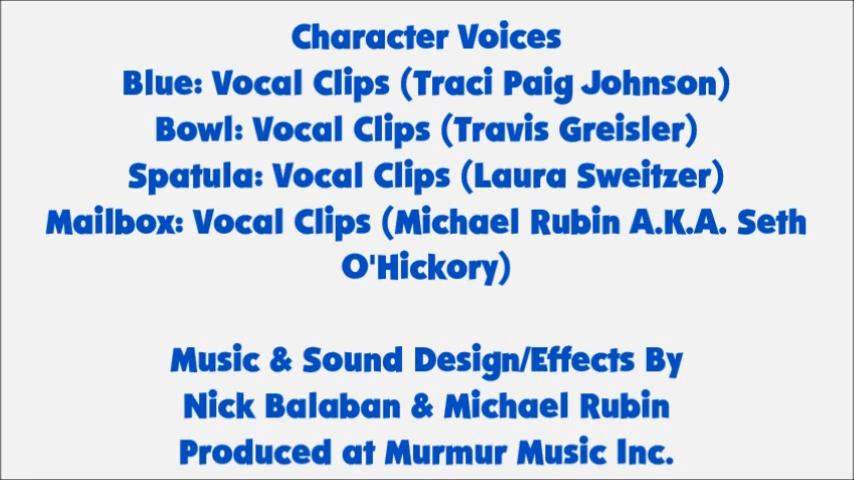 Character Voices
Blue: Vocal Clips (Traci Paig Johnson)
Bowl: Vocal Clips (Travis Greisler)
Spatula: Vocal Clips (Laura Sweitzer)
Mailbox: Vocal Clips (Michael Rubin A.K.A. Seth
O'Hickory)
Music & Sound Design/Effects By
Nick Balaban & Michael Rubin
Produced at Murmur Music Inc.